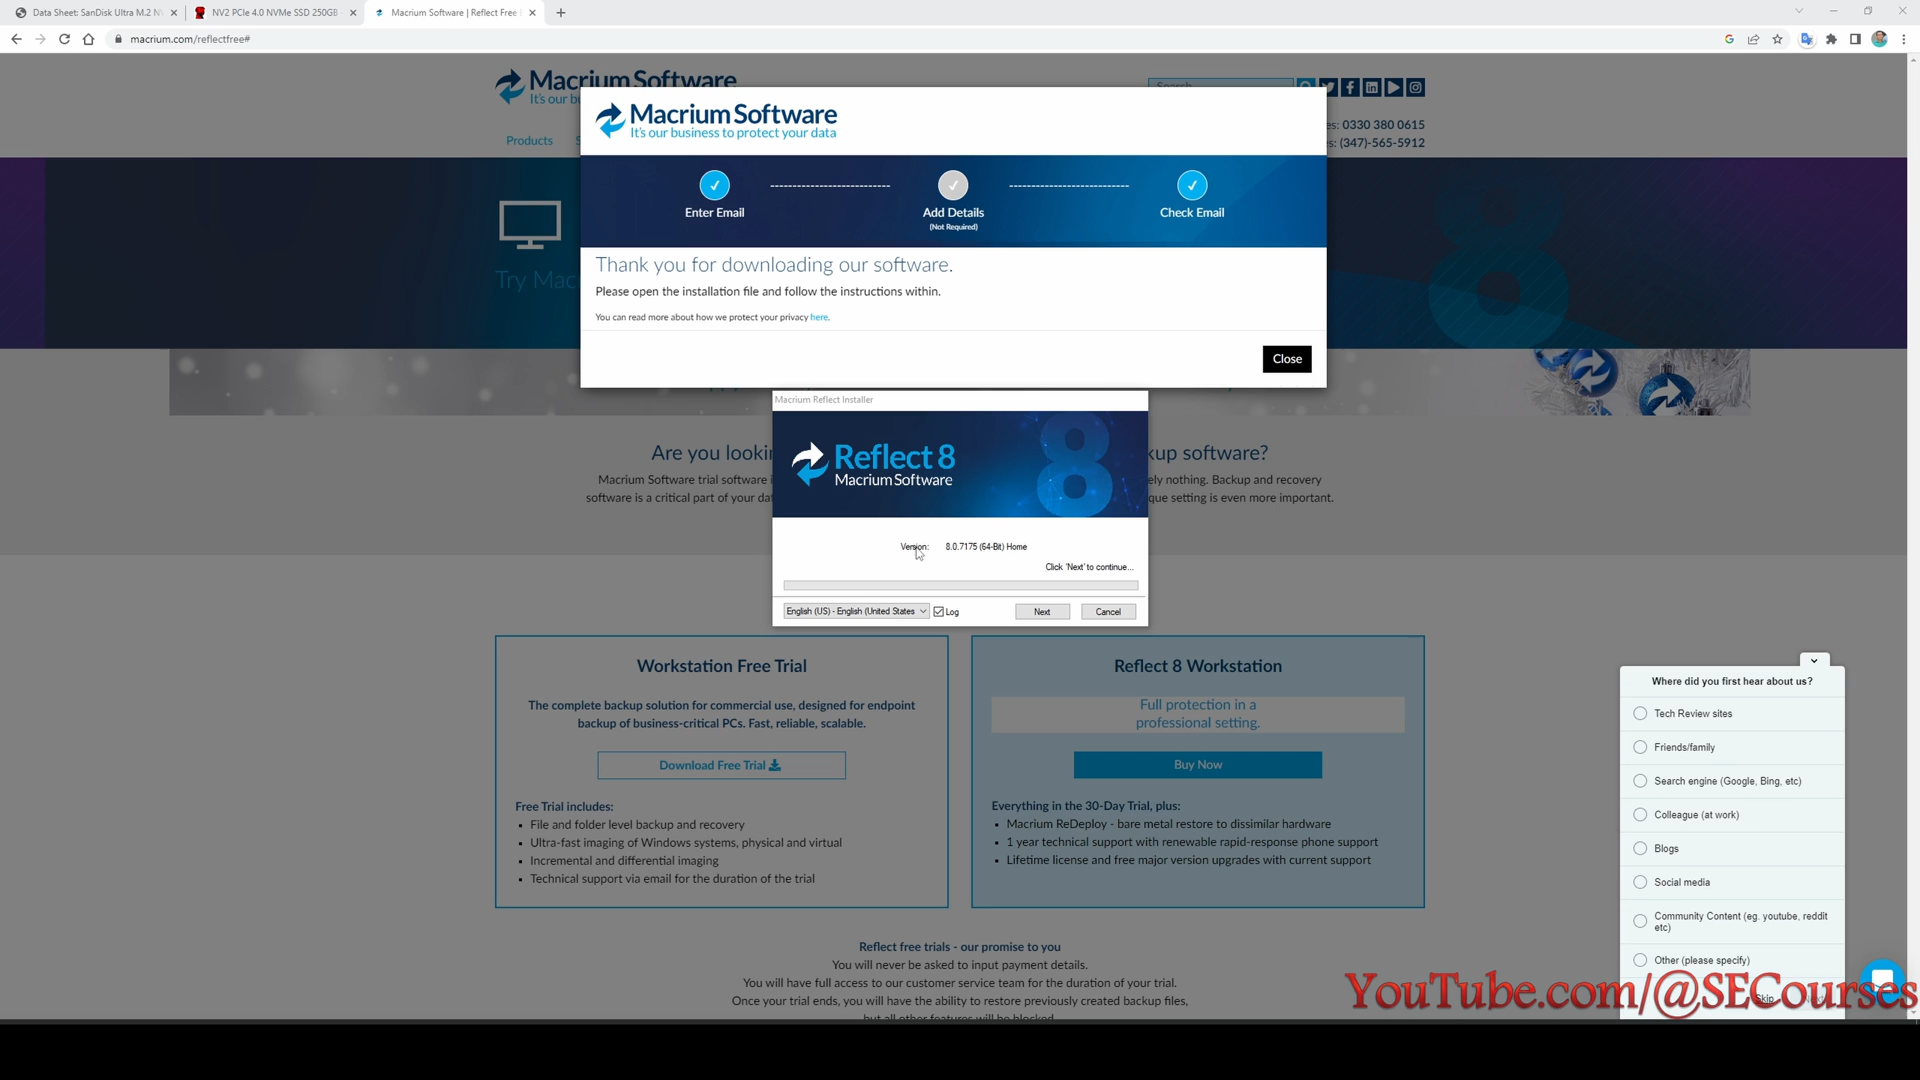 Data Sheet: SanDisk Ultra M.2 NV
NV2 PCIe 4.0 NVMe SSD 250GB
Macrium Software | Reflect Free
macrium.com/reflectfree#
Macrium Software
It's our bu
Search
es: 0330 380 0615
es: (347)-565-5912
Products
Try Mac
Macrium Software
It's our business to protect your data
Enter Email
Add Details
(Not Required)
Check Email
Thank you for downloading our software.
Please open the installation file and follow the instructions within.
You can read more about how we protect your privacy here.
Close
Macrium Reflect Installer
Reflect 8
Macrium Software
8
Version: 8.0.7175 (64-Bit) Home
Click 'Next' to continue...
English (US) - English (United States
Log
Next
Cancel
Are you lookin
kup software?
Macrium Software trial software i
ely nothing. Backup and recovery
software is a critical part of your da
que setting is even more important.
Workstation Free Trial
The complete backup solution for commercial use, designed for endpoint
backup of business-critical PCs. Fast, reliable, scalable.
Download Free Trial
Free Trial includes:
• File and folder level backup and recovery
• Ultra-fast imaging of Windows systems, physical and virtual
• Incremental and differential imaging
• Technical support via email for the duration of the trial
Reflect 8 Workstation
Full protection in a
professional setting.
Buy Now
Everything in the 30-Day Trial, plus:
• Macrium ReDeploy - bare metal restore to dissimilar hardware
• 1 year technical support with renewable rapid-response phone support
• Lifetime license and free major version upgrades with current support
Reflect free trials - our promise to you
You will never be asked to input payment details.
You will have full access to our customer service team for the duration of your trial.
Once your trial ends, you will have the ability to restore previously created backup files,
but all other features will be blocked.
Where did you first hear about us?
Tech Review sites
Friends/family
Search engine (Google, Bing, etc)
Colleague (at work)
Blogs
Social media
Community Content (eg. youtube, reddit
etc)
Other (please specify)
Skip
YouTube.com/@SECourses